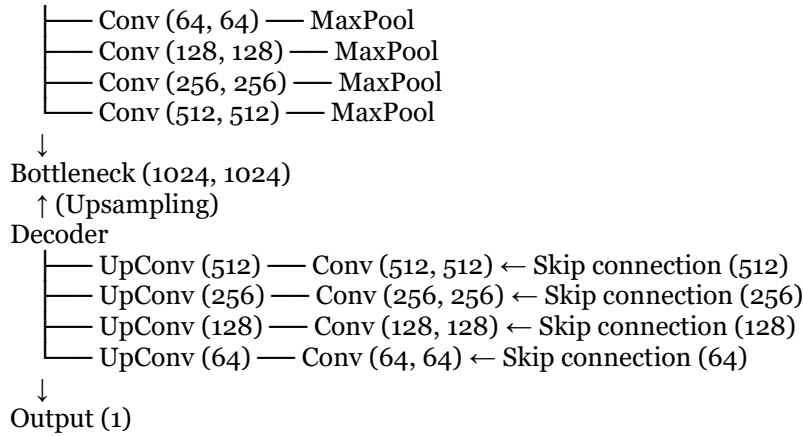 ├── Conv (64, 64) ── MaxPool
├── Conv (128, 128) ── MaxPool
├── Conv (256, 256) ── MaxPool
└── Conv (512, 512) ── MaxPool
↓
Bottleneck (1024, 1024)
↑ (Upsampling)
Decoder
├── UpConv (512) ── Conv (512, 512) ← Skip connection (512)
├── UpConv (256) ── Conv (256, 256) ← Skip connection (256)
├── UpConv (128) ── Conv (128, 128) ← Skip connection (128)
└── UpConv (64) ── Conv (64, 64) ← Skip connection (64)
↓
Output (1)